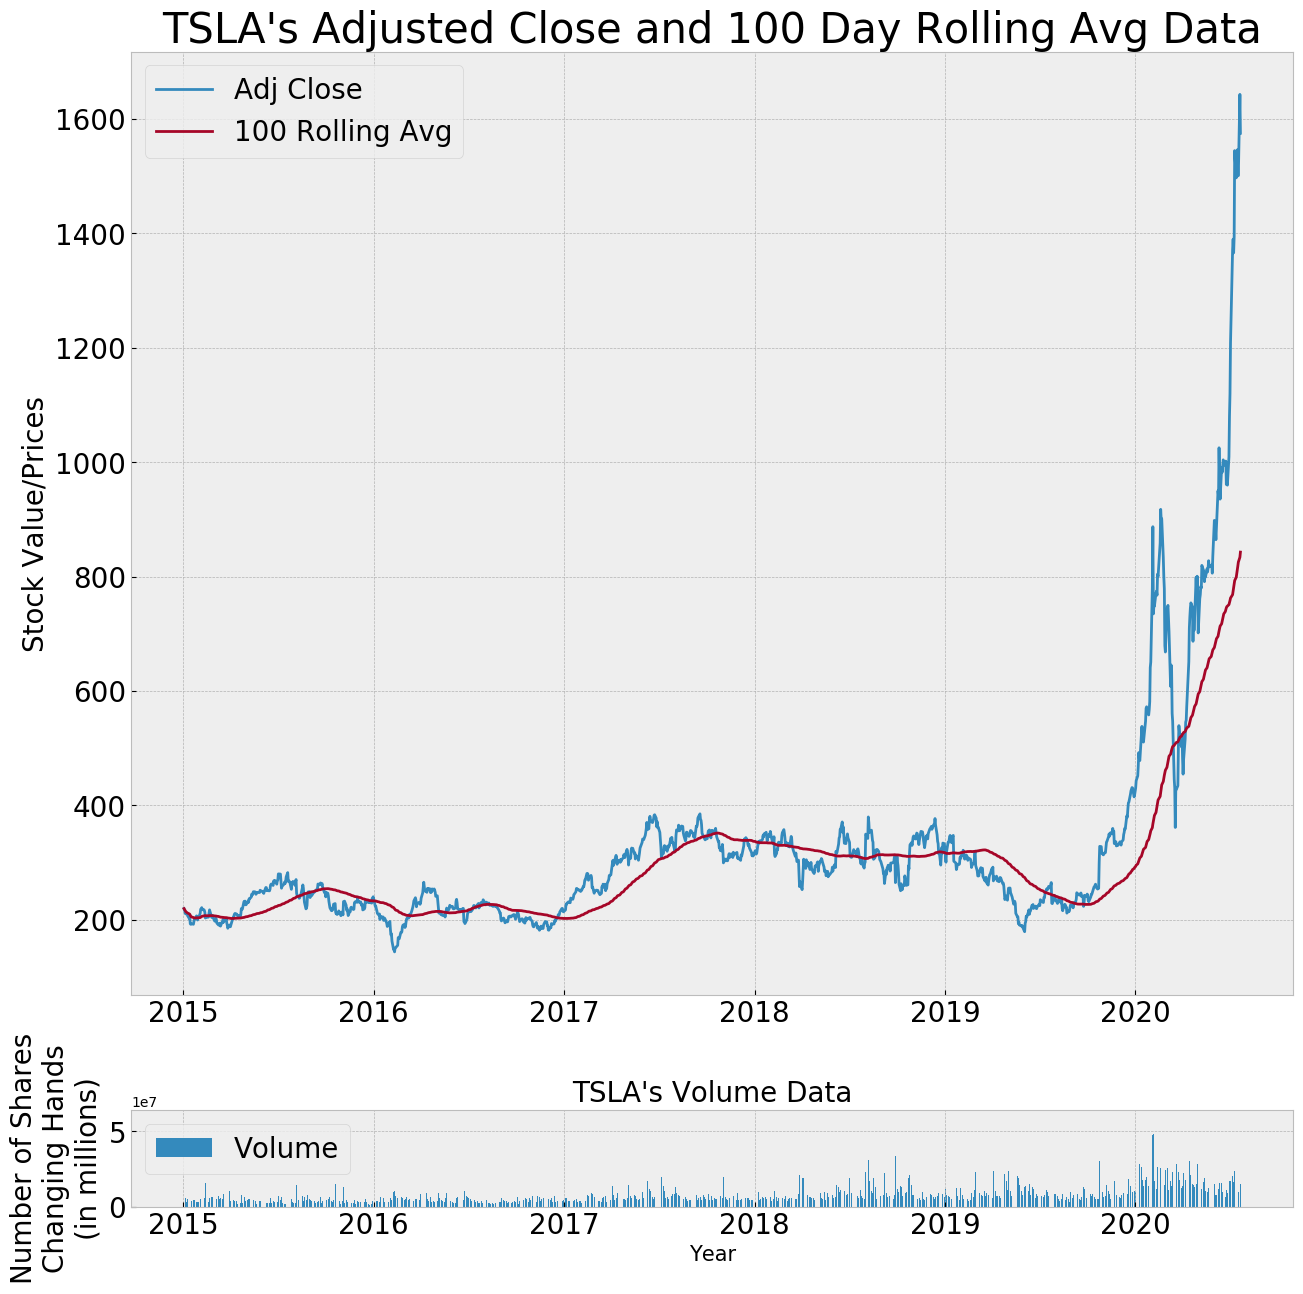 TSLA's Adjusted Close and 100 Day Rolling Avg Data
Adj Close
100 Rolling Avg
Stock Value/Prices
1600
1400
1200
1000
800
600
400
200
2015 2016 2017 2018 2019 2020
TSLA's Volume Data
1e7
Volume
Number of Shares
Changing Hands
(in millions)
5
0
2015 2016 2017 2018 2019 2020
Year